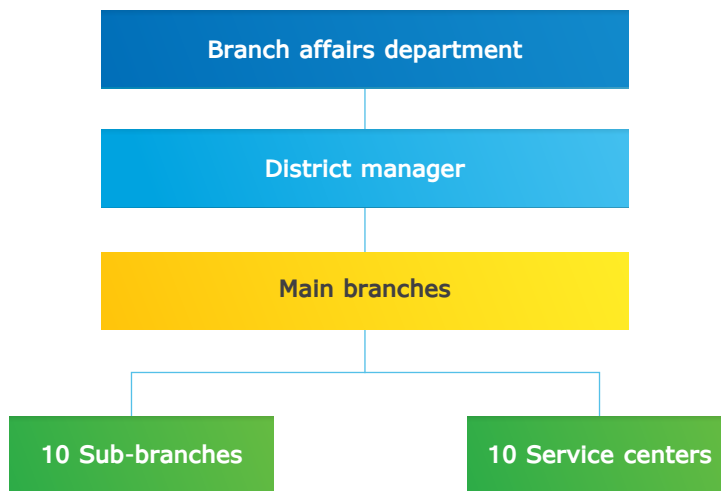 Branch affairs department
District manager
Main branches
10 Sub-branches
10 Service centers